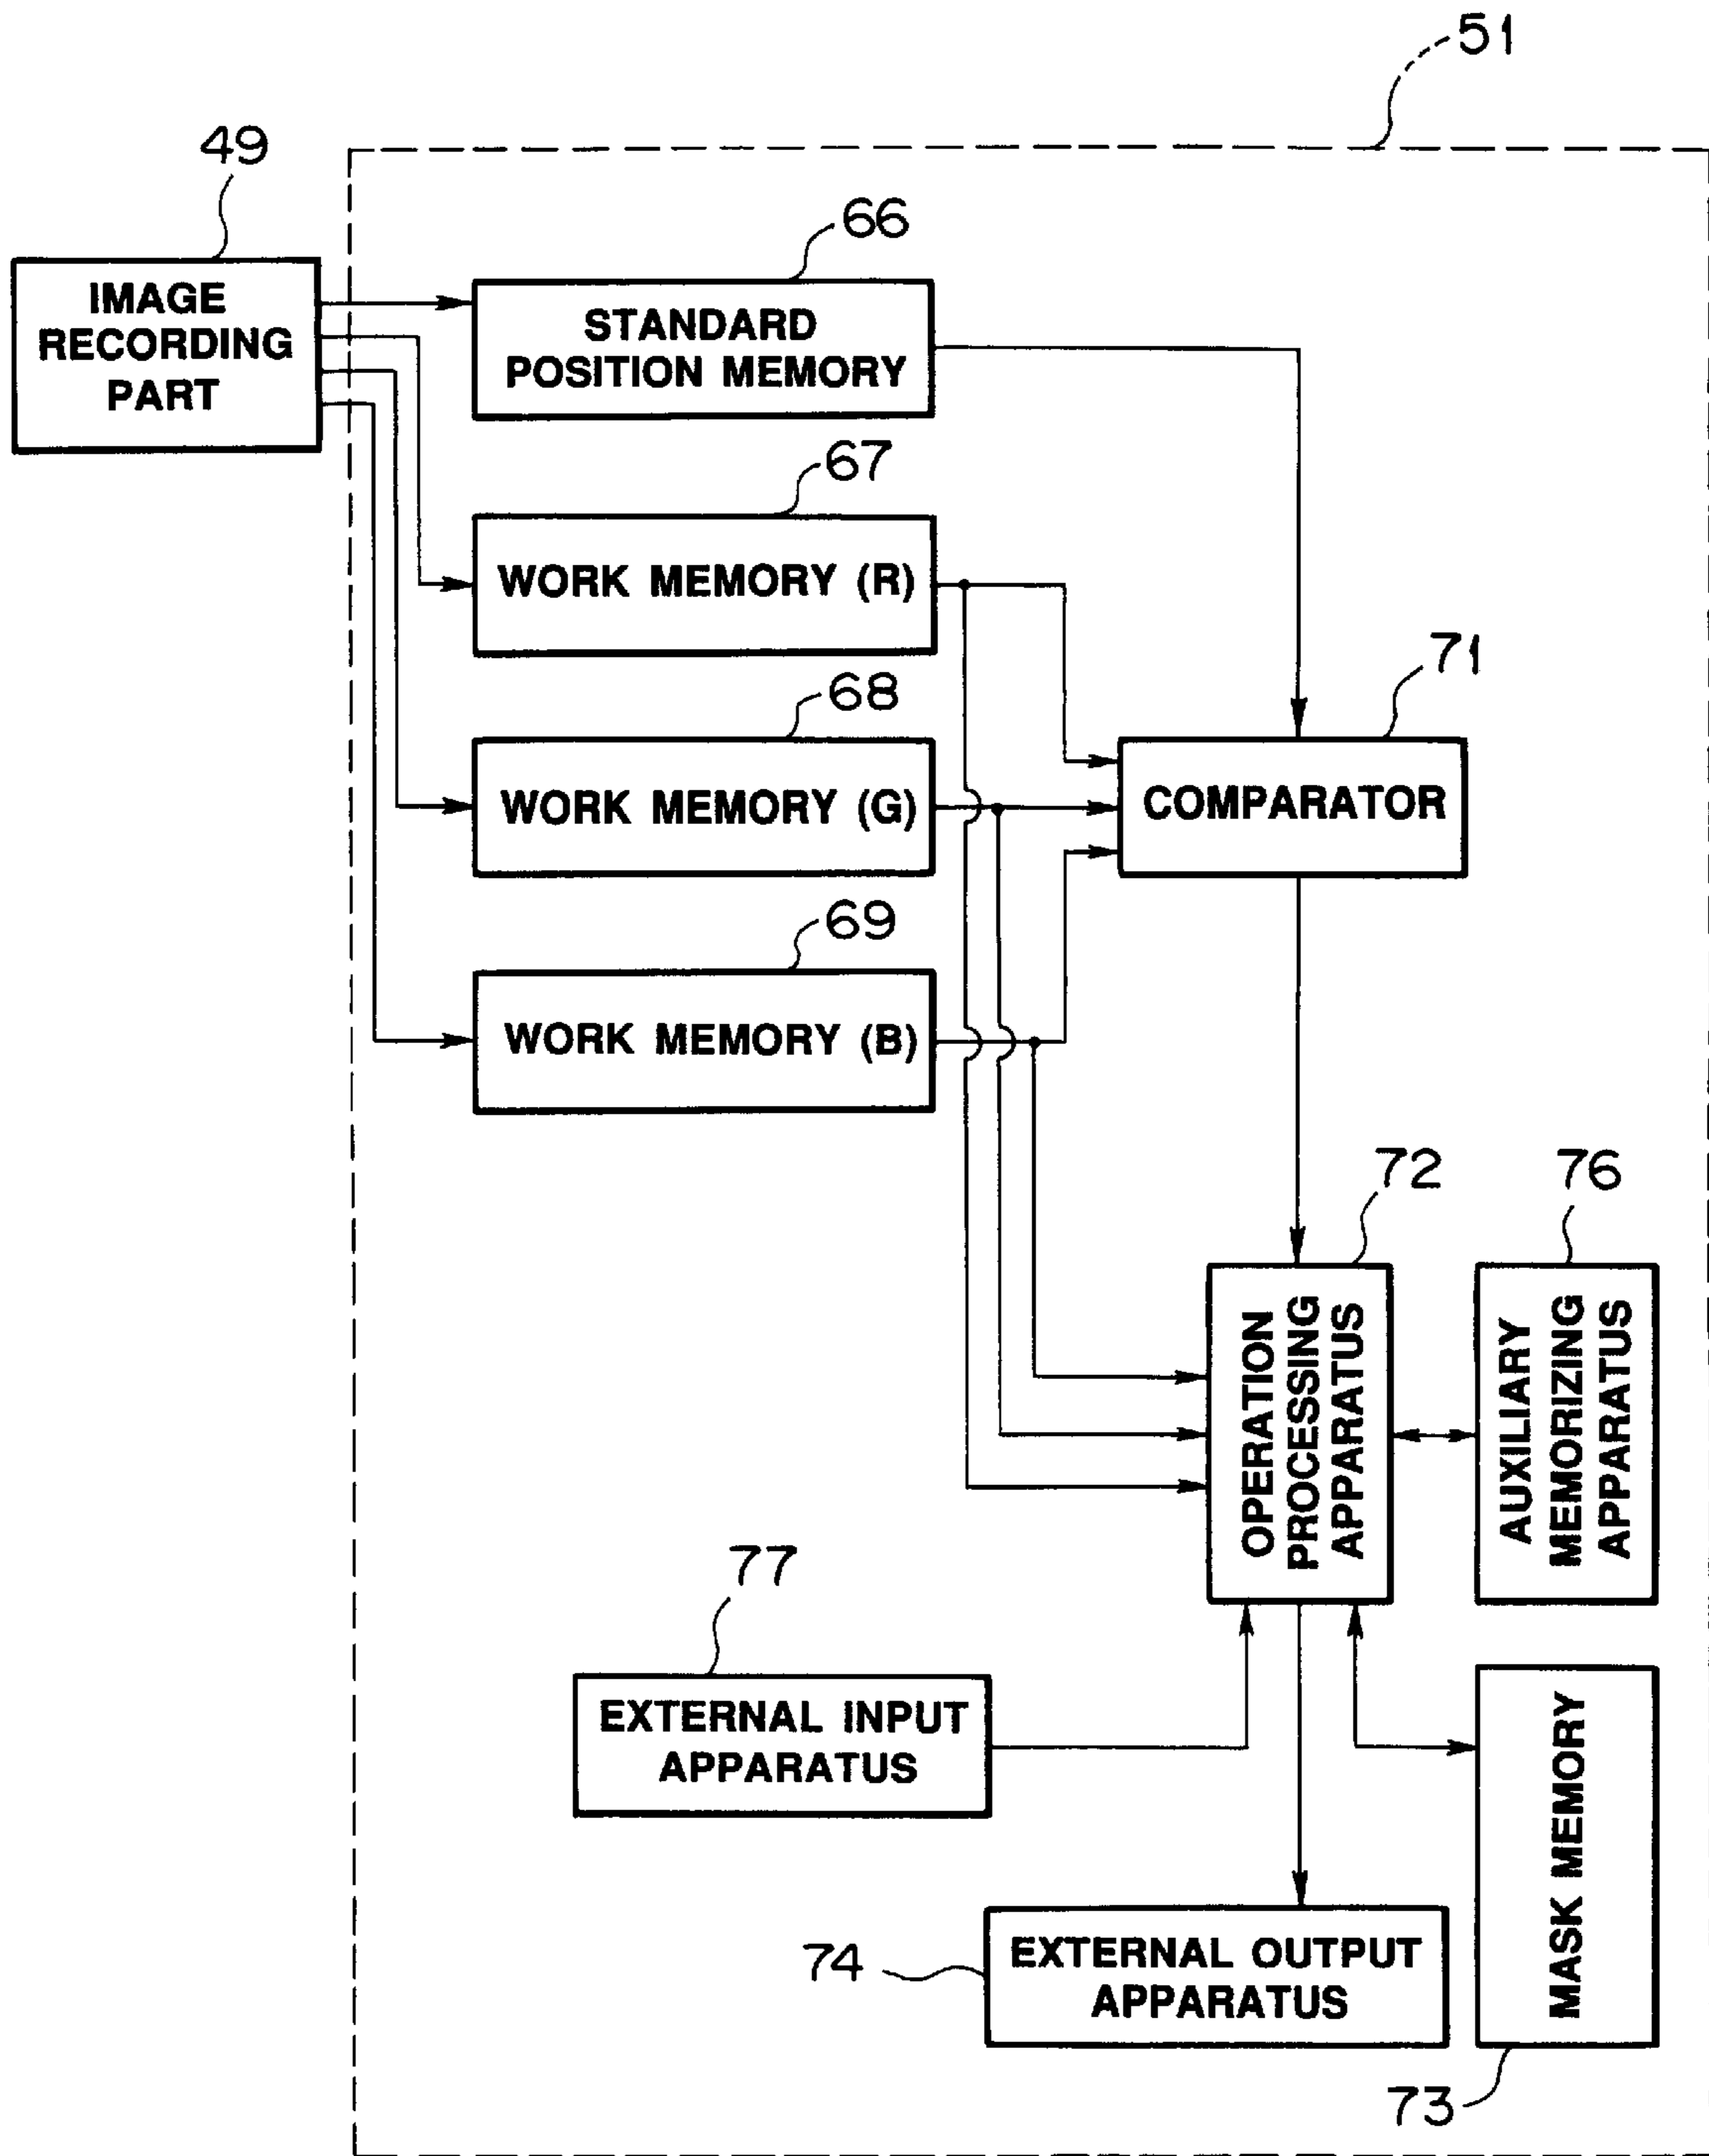 51
49
66
IMAGE
RECORDING
PART
STANDARD
POSITION MEMORY
67
WORK MEMORY (R)
71
68
WORK MEMORY (G)
COMPARATOR
69
WORK MEMORY (B)
72
76
OPERATION
PROCESSING
APPARATUS
AUXILIARY
MEMORIZING
APPARATUS
77
EXTERNAL INPUT
APPARATUS
MASK MEMORY
74
EXTERNAL OUTPUT
APPARATUS
73